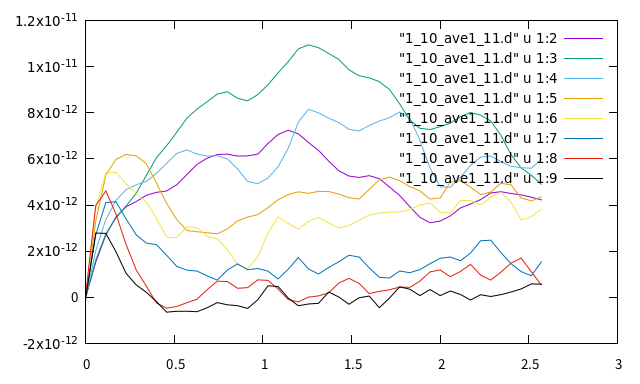 1.2x10-11
1x10-11
8x10-12
6x10-12
4x10-12
2x10-12
0
-2x10-12
0 0.5 1 1.5 2 2.5 3
"1_10_ave1_11.d" u 1:2
"1_10_ave1_11.d" u 1:3
"1_10_ave1_11.d" u 1:4
"1_10_ave1_11.d" u 1:5
"1_10_ave1_11.d" u 1:6
"1_10_ave1_11.d" u 1:7
"1_10_ave1_11.d" u 1:8
"1_10_ave1_11.d" u 1:9